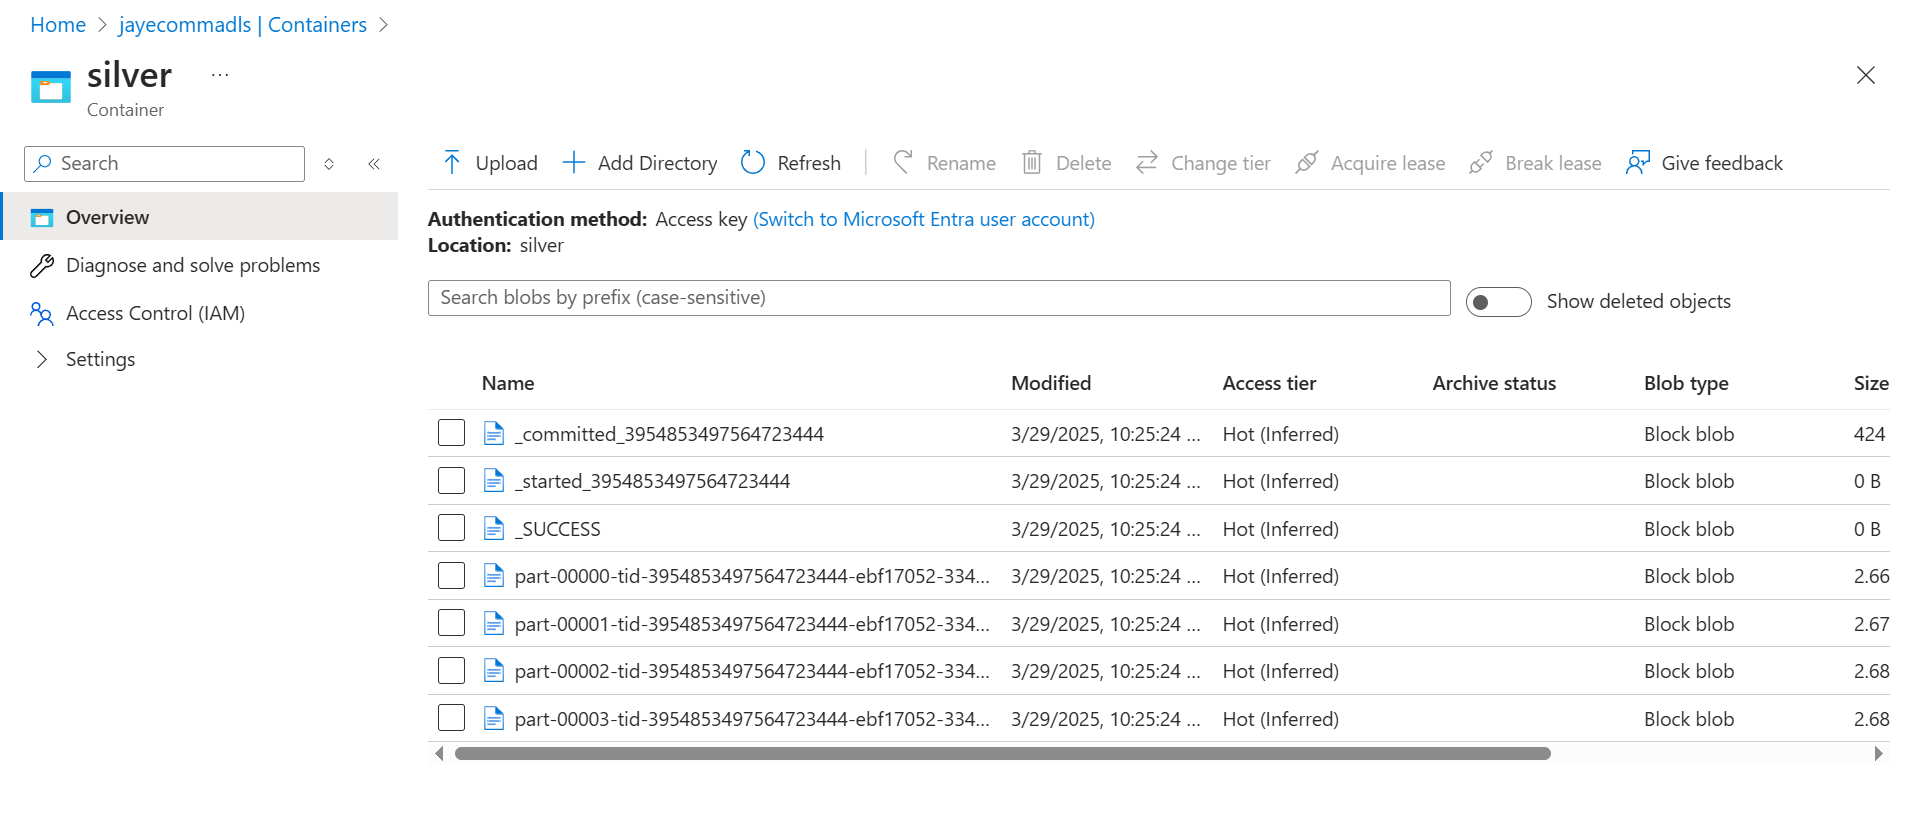 Home > jayecommadls | Containers >
silver ...
Container
Search
Overview
Diagnose and solve problems
Access Control (IAM)
Settings
Upload Add Directory Refresh Rename Delete Change tier Acquire lease Break lease Give feedback
Authentication method: Access key (Switch to Microsoft Entra user account)
Location: silver
Search blobs by prefix (case-sensitive)
Show deleted objects
Name Modified Access tier Archive status Blob type Size
_committed_3954853497564723444 3/29/2025, 10:25:24 ... Hot (Inferred) Block blob 424
_started_3954853497564723444 3/29/2025, 10:25:24 ... Hot (Inferred) Block blob 0 B
_SUCCESS 3/29/2025, 10:25:24 ... Hot (Inferred) Block blob 0 B
part-00000-tid-3954853497564723444-ebf17052-334... 3/29/2025, 10:25:24 ... Hot (Inferred) Block blob 2.66
part-00001-tid-3954853497564723444-ebf17052-334... 3/29/2025, 10:25:24 ... Hot (Inferred) Block blob 2.67
part-00002-tid-3954853497564723444-ebf17052-334... 3/29/2025, 10:25:24 ... Hot (Inferred) Block blob 2.68
part-00003-tid-3954853497564723444-ebf17052-334... 3/29/2025, 10:25:24 ... Hot (Inferred) Block blob 2.68